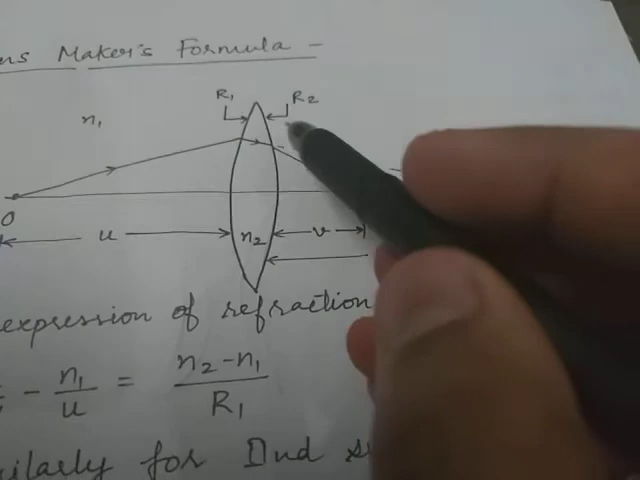 Maker's Formula -
R1 R2
n1
O
u n2 v
expression of refraction
- n1/u = (n2-n1)/R1
for IInd